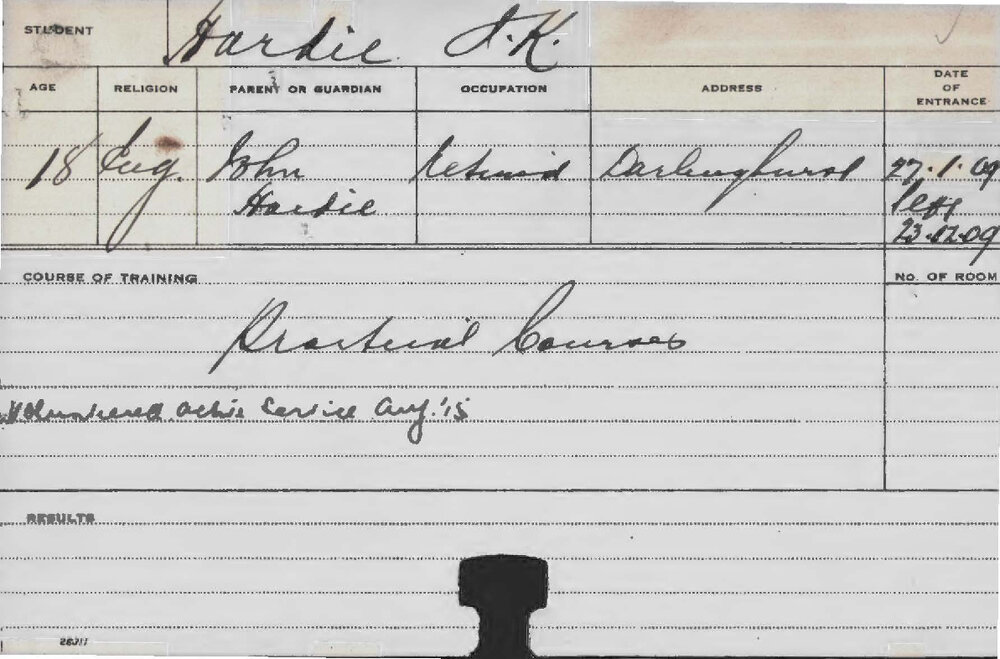 STUDENT Hardie J.K.
AGE RELIGION PARENT OR GUARDIAN OCCUPATION ADDRESS DATE OF ENTRANCE
18 Eng. John Retired Darlinghurst 27.1.09
Hardie left
23.12.09
COURSE OF TRAINING No. OF ROOM
Practical Courses
Volunteered active Service Aug. '15
RESULTS